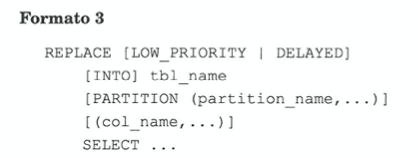 Formato 3
REPLACE [LOW_PRIORITY | DELAYED]
[INTO] tbl_name
[PARTITION (partition_name,...)]
[(col_name,...)]
SELECT ...